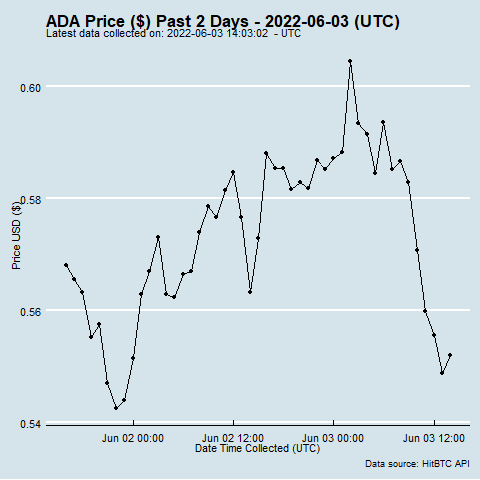 ADA Price ($) Past 2 Days - 2022-06-03 (UTC)
Latest data collected on: 2022-06-03 14:03:02 - UTC
0.60
0.58
0.56
0.54
Price USD ($)
Jun 02 00:00 Jun 02 12:00 Jun 03 00:00 Jun 03 12:00
Date Time Collected (UTC)
Data source: HitBTC API